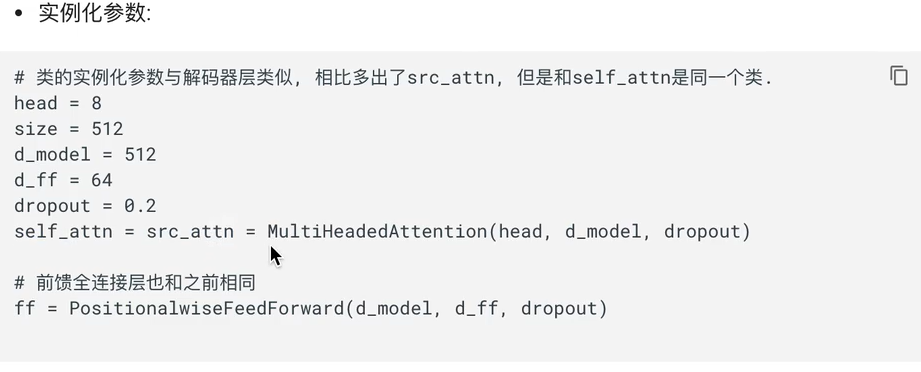 • 实例化参数:
# 类的实例化参数与解码器层类似, 相比多出了src_attn, 但是和self_attn是同一个类.
head = 8
size = 512
d_model = 512
d_ff = 64
dropout = 0.2
self_attn = src_attn = MultiHeadedAttention(head, d_model, dropout)
# 前馈全连接层也和之前相同
ff = PositionalwiseFeedForward(d_model, d_ff, dropout)